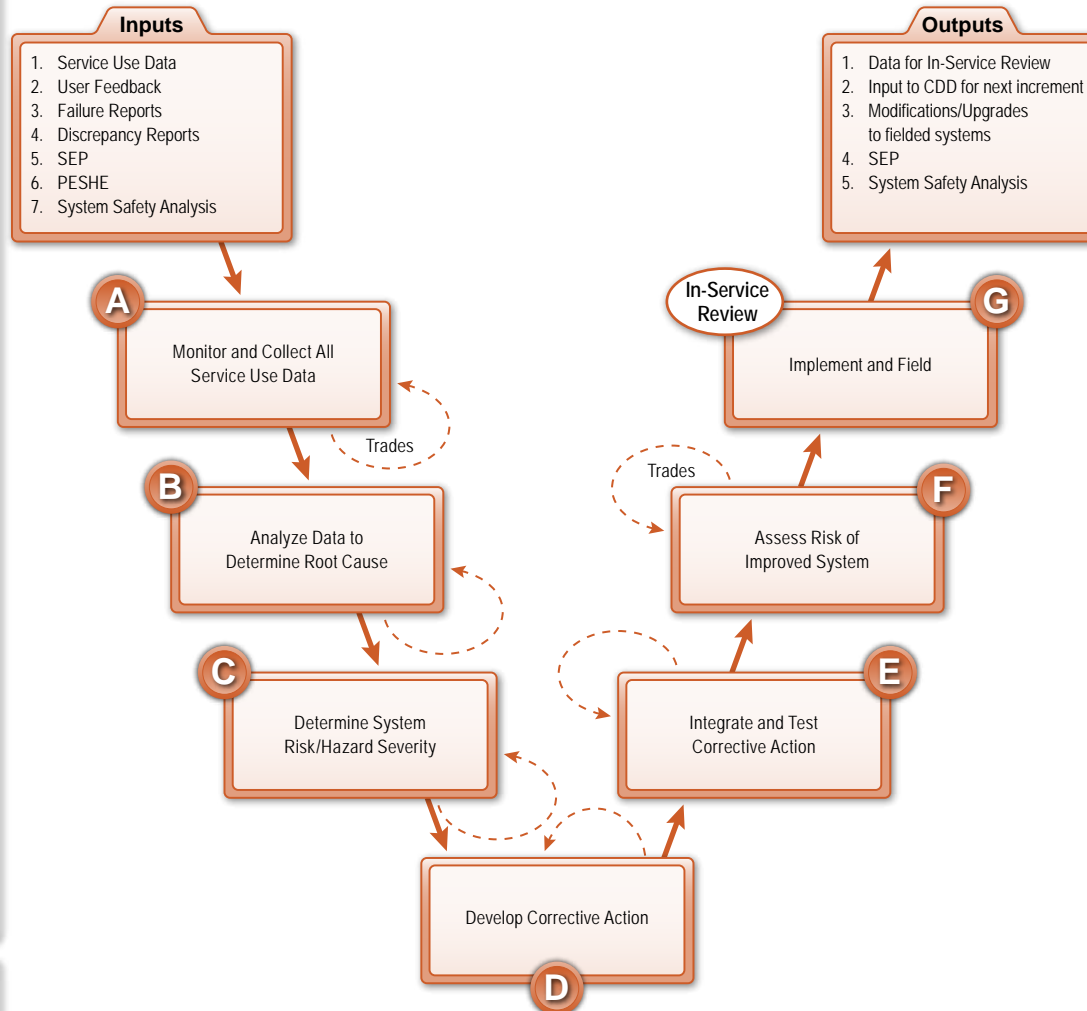 Inputs
1. Service Use Data
2. User Feedback
3. Failure Reports
4. Discrepancy Reports
5. SEP
6. PESHE
7. System Safety Analysis
Outputs
1. Data for In-Service Review
2. Input to CDD for next increment
3. Modifications/Upgrades
to fielded systems
4. SEP
5. System Safety Analysis
A
Monitor and Collect All
Service Use Data
Trades
B
Analyze Data to
Determine Root Cause
C
Determine System
Risk/Hazard Severity
Develop Corrective Action
D
E
Integrate and Test
Corrective Action
Trades
F
Assess Risk of
Improved System
In-Service
Review
G
Implement and Field